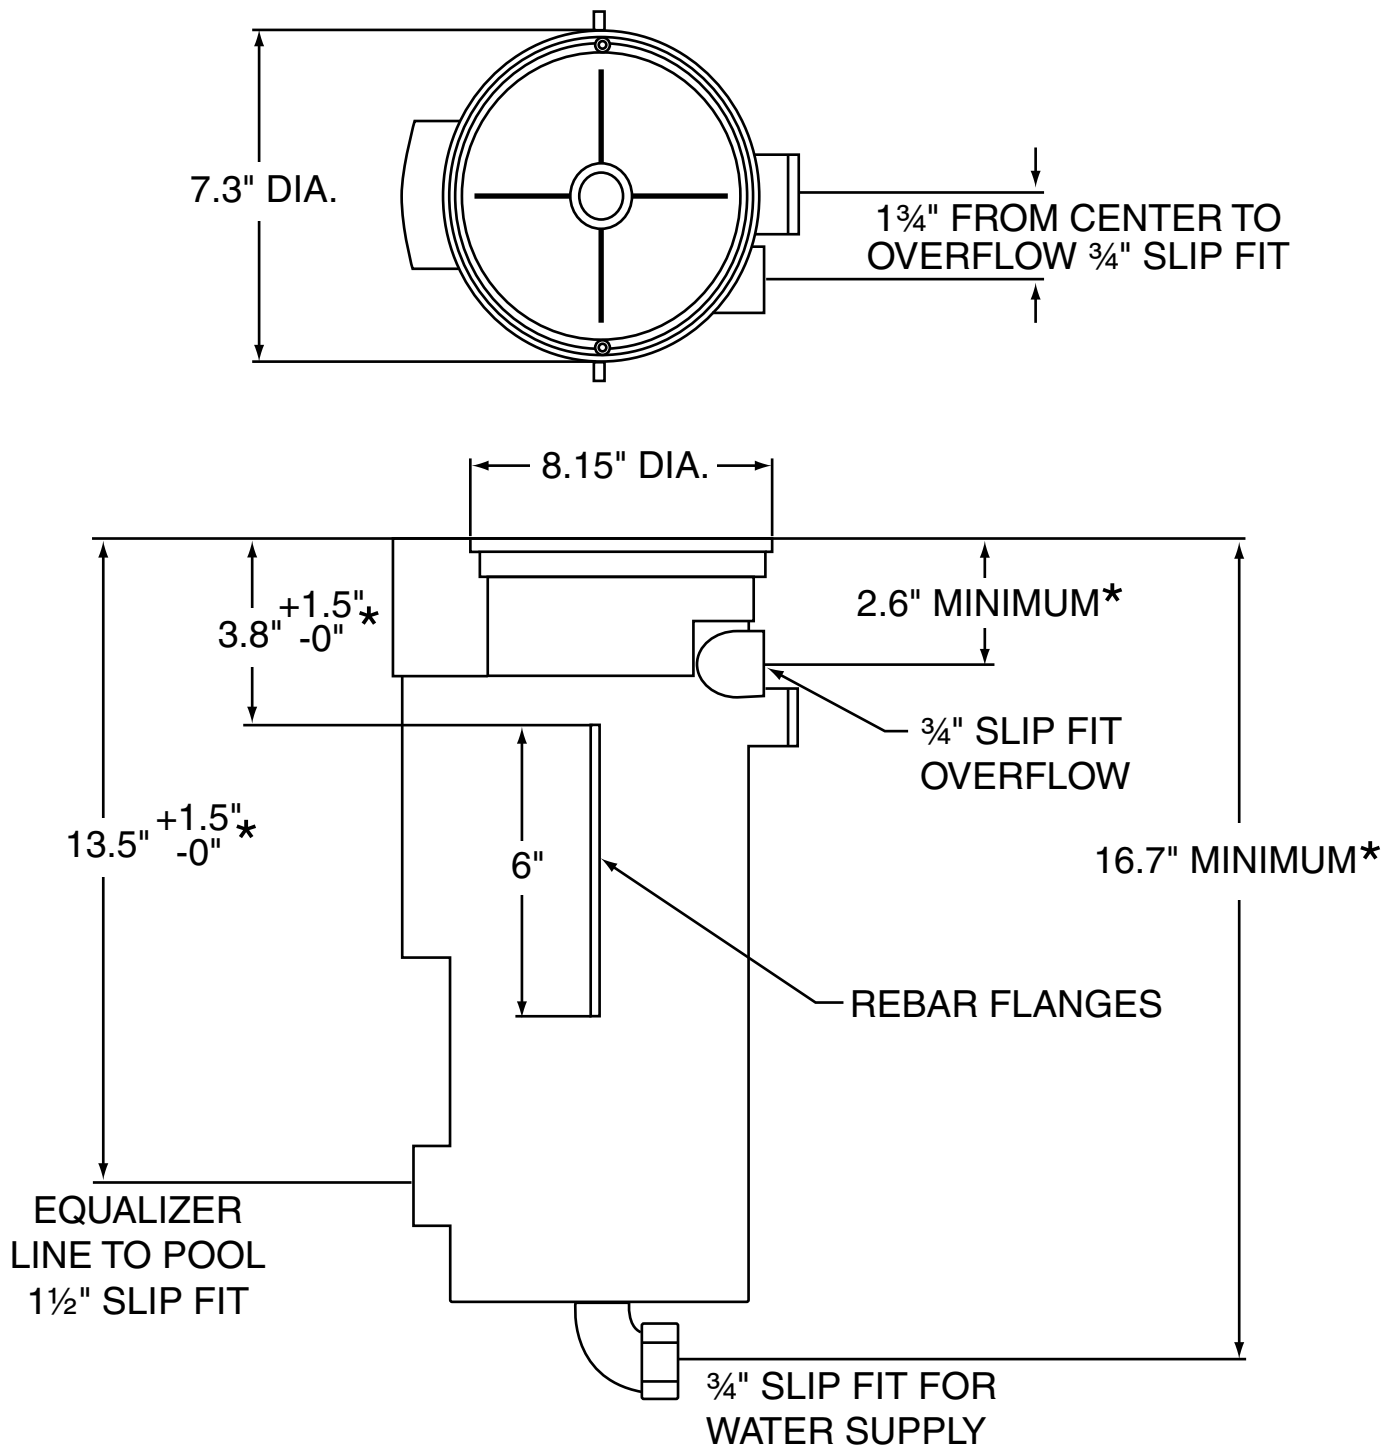 7.3" DIA.
1¾" FROM CENTER TO
OVERFLOW ¾" SLIP FIT
8.15" DIA.
3.8" +1.5" -0" *
2.6" MINIMUM*
¾" SLIP FIT
OVERFLOW
13.5" +1.5" -0" *
6"
16.7" MINIMUM*
REBAR FLANGES
EQUALIZER
LINE TO POOL
1½" SLIP FIT
¾" SLIP FIT FOR
WATER SUPPLY